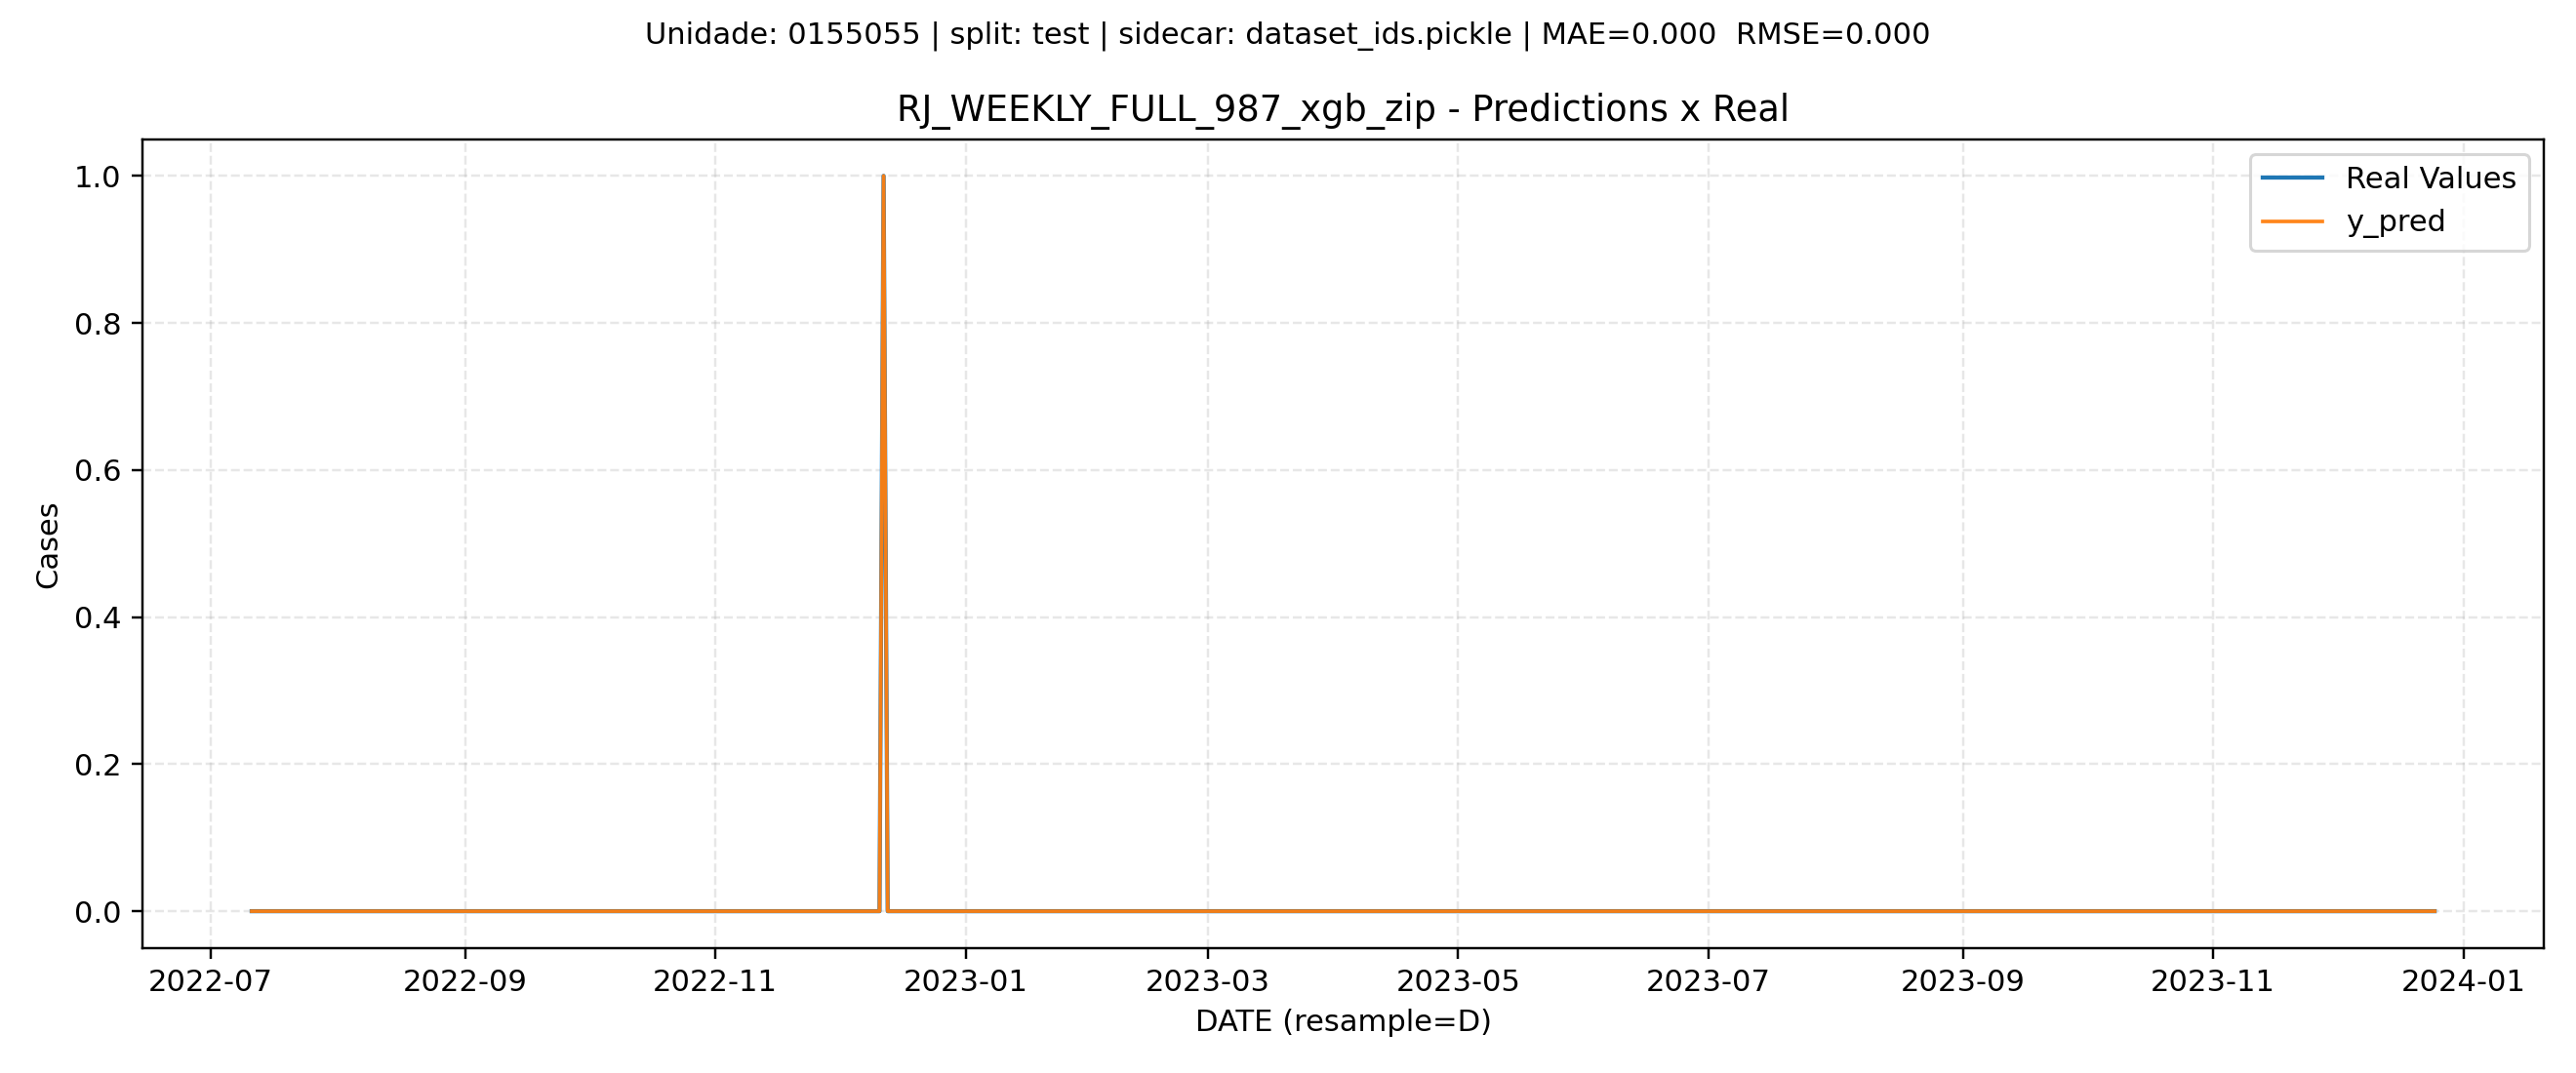 Unidade: 0155055 | split: test | sidecar: dataset_ids.pickle | MAE=0.000  RMSE=0.000
RJ_WEEKLY_FULL_987_xgb_zip - Predictions x Real
Real Values
y_pred
1.0
0.8
0.6
0.4
0.2
0.0
Cases
2022-07 2022-09 2022-11 2023-01 2023-03 2023-05 2023-07 2023-09 2023-11 2024-01
DATE (resample=D)